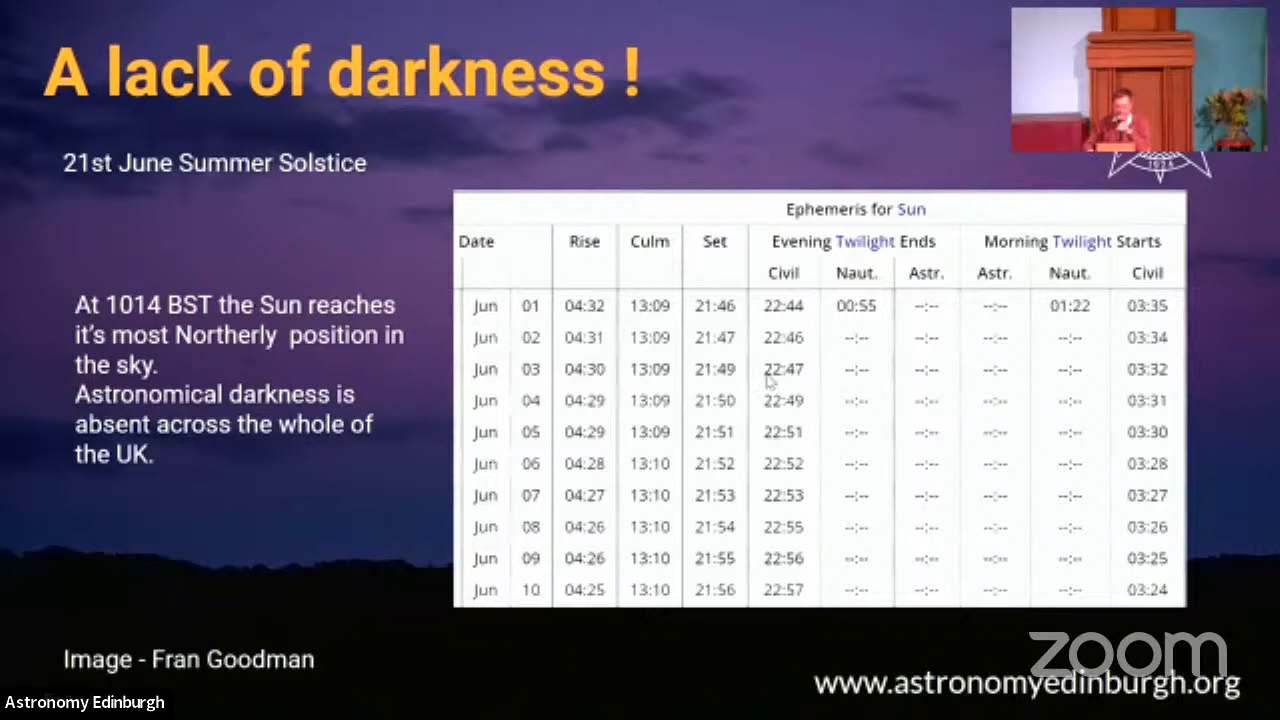 A lack of darkness !
21st June Summer Solstice
1924
At 1014 BST the Sun reaches
it's most Northerly position in
the sky.
Astronomical darkness is
absent across the whole of
the UK.
Ephemeris for Sun
Date Rise Culm Set Evening Twilight Ends Morning Twilight Starts
Civil Naut. Astr. Astr. Naut. Civil
Jun 01 04:32 13:09 21:46 22:44 00:55 --:-- --:-- 01:22 03:35
Jun 02 04:31 13:09 21:47 22:46 --:-- --:-- --:-- --:-- 03:34
Jun 03 04:30 13:09 21:49 22:47 --:-- --:-- --:-- --:-- 03:32
Jun 04 04:29 13:09 21:50 22:49 --:-- --:-- --:-- --:-- 03:31
Jun 05 04:29 13:09 21:51 22:51 --:-- --:-- --:-- --:-- 03:30
Jun 06 04:28 13:10 21:52 22:52 --:-- --:-- --:-- --:-- 03:28
Jun 07 04:27 13:10 21:53 22:53 --:-- --:-- --:-- --:-- 03:27
Jun 08 04:26 13:10 21:54 22:55 --:-- --:-- --:-- --:-- 03:26
Jun 09 04:26 13:10 21:55 22:56 --:-- --:-- --:-- --:-- 03:25
Jun 10 04:25 13:10 21:56 22:57 --:-- --:-- --:-- --:-- 03:24
Image - Fran Goodman
zoom
www.astronomyedinburgh.org
Astronomy Edinburgh